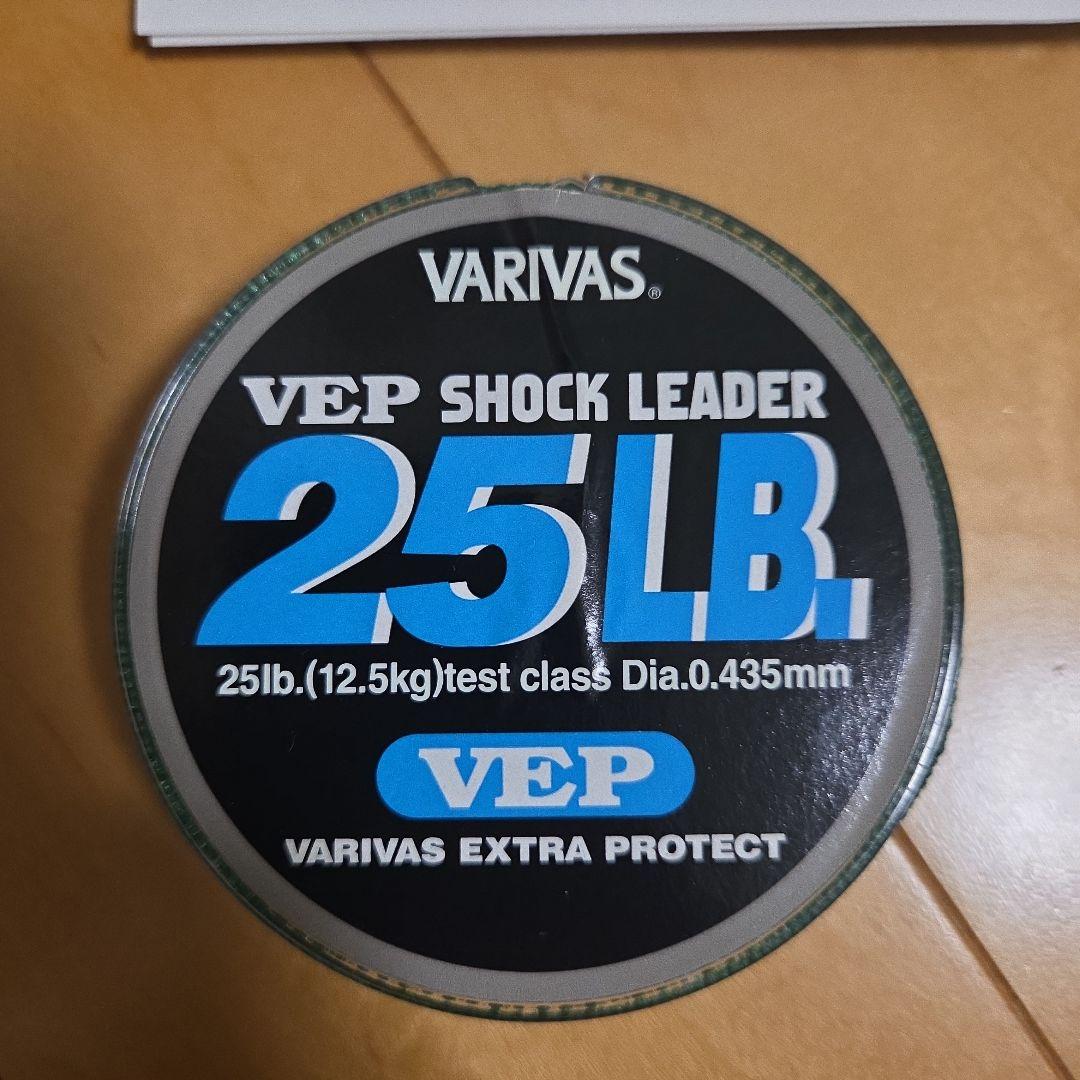 VARIVAS®
VEP SHOCK LEADER
25LB.
25lb.(12.5kg)test class Dia.0.435mm
VEP
VARIVAS EXTRA PROTECT